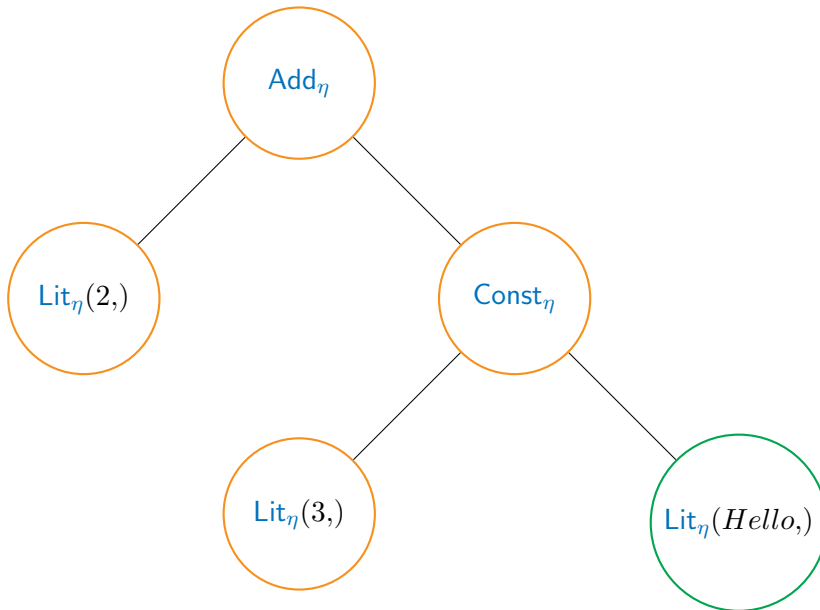 Add_η
Lit_η(2,)
Const_η
Lit_η(3,)
Lit_η(Hello,)